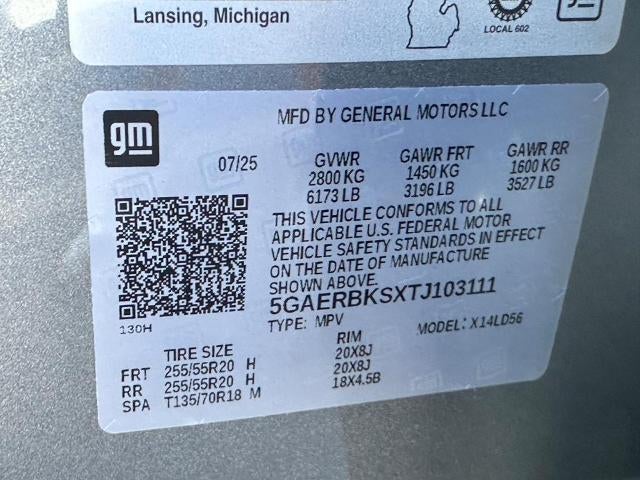 Lansing, Michigan
LOCAL 602
gm
MFD BY GENERAL MOTORS LLC
07/25 GVWR GAWR FRT GAWR RR
2800 KG 1450 KG 1600 KG
6173 LB 3196 LB 3527 LB
THIS VEHICLE CONFORMS TO ALL
APPLICABLE U.S. FEDERAL MOTOR
VEHICLE SAFETY STANDARDS IN EFFECT
ON THE DATE OF MANUFACTURE
SHOWN ABOVE.
5GAERBKSXTJ103111
130H
TYPE: MPV MODEL: X14LD56
TIRE SIZE RIM
FRT 255/55R20 H 20X8J
RR 255/55R20 H 20X8J
SPA T135/70R18 M 18X4.5B